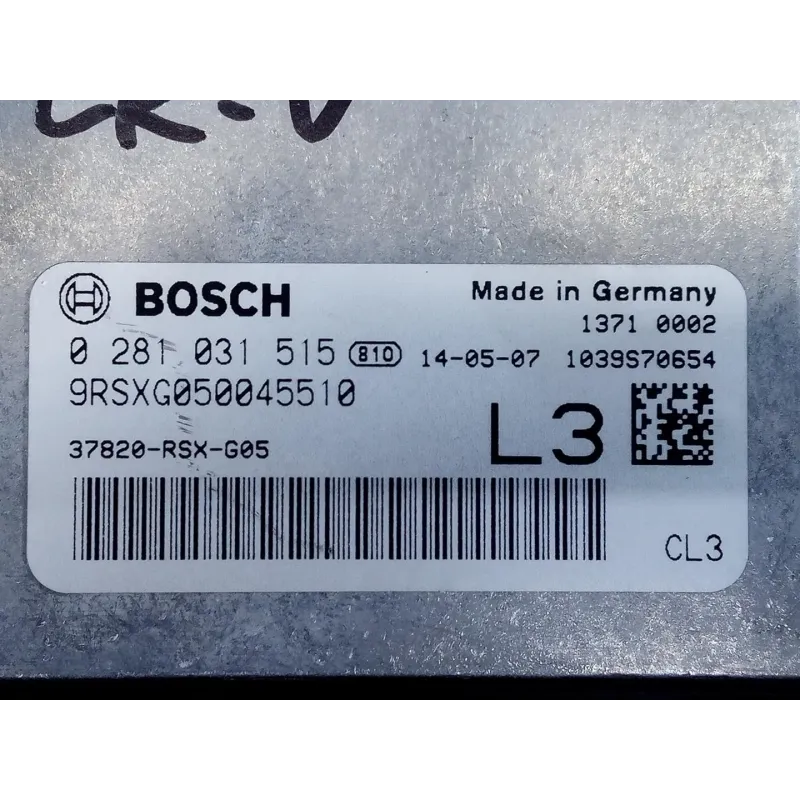 CR-V
BOSCH
Made in Germany
1371 0002
0 281 031 515 810 14-05-07 1039S70654
9RSXG050045510
37820-RSX-G05
L3
CL3